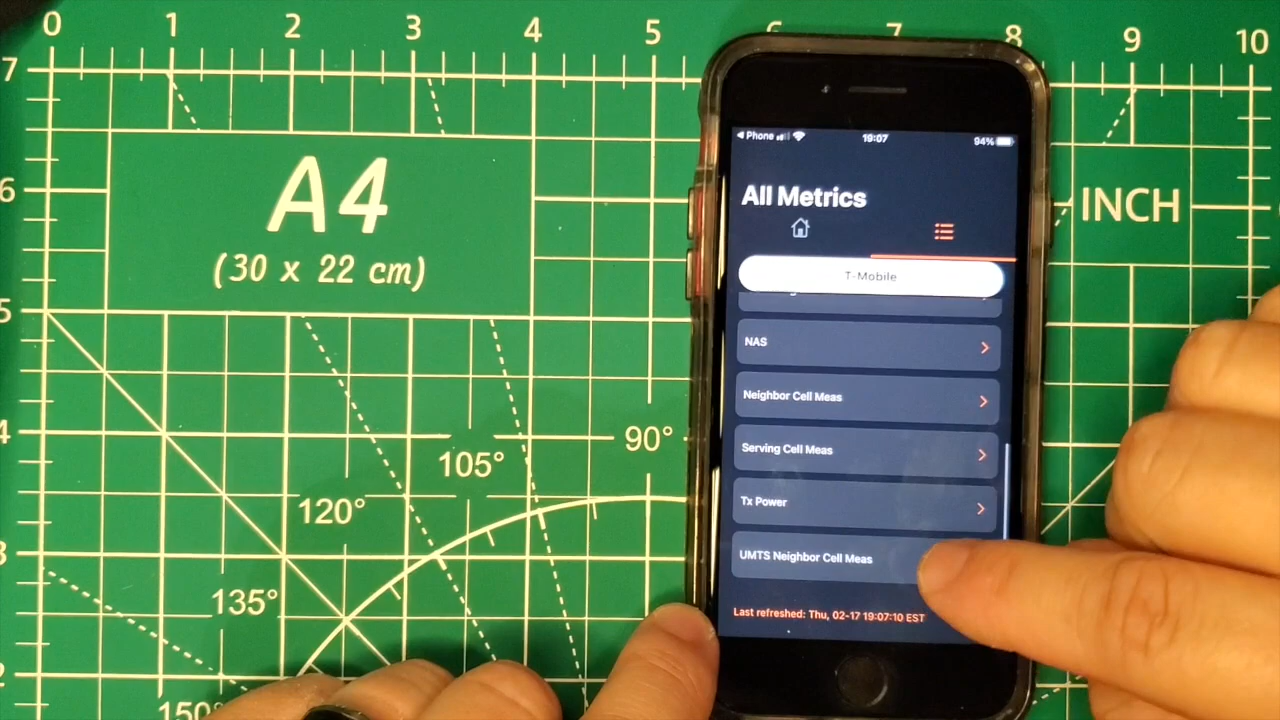 0 1 2 3 4 5 6 7 8 9 10
7
A4
(30 x 22 cm)
6
INCH
5
4
3
2
90°
105°
120°
135°
150°
Phone
19:07
94%
All Metrics
T-Mobile
NAS
Neighbor Cell Meas
Serving Cell Meas
Tx Power
UMTS Neighbor Cell Meas
Last refreshed: Thu, 02-17 19:07:10 EST